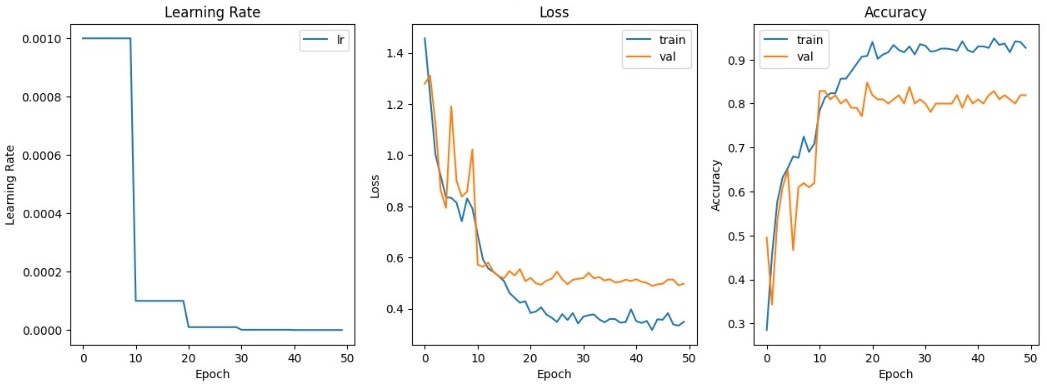 Learning Rate
lr
0.0010
0.0008
0.0006
0.0004
0.0002
0.0000
Learning Rate
0 10 20 30 40 50
Epoch
Loss
train
val
1.4
1.2
1.0
0.8
0.6
0.4
Loss
0 10 20 30 40 50
Epoch
Accuracy
train
val
0.9
0.8
0.7
0.6
0.5
0.4
0.3
Accuracy
0 10 20 30 40 50
Epoch